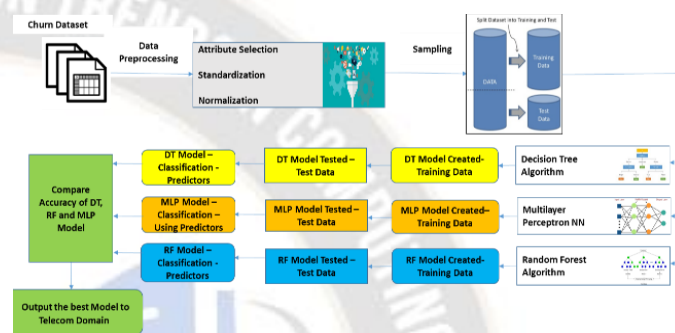 Churn Dataset
Data
Preprocessing
Attribute Selection
Standardization
Normalization
Sampling
Split Dataset into Training and Test
DATA
Training
Data
Test
Data
Decision Tree
Algorithm
DT Model Created-
Training Data
DT Model Tested –
Test Data
DT Model –
Classification -
Predictors
Multilayer
Perceptron NN
MLP Model Created–
Training Data
MLP Model Tested –
Test Data
MLP Model –
Classification –
Using Predictors
Random Forest
Algorithm
RF Model Created-
Training Data
RF Model Tested –
Test Data
RF Model –
Classification -
Predictors
Compare
Accuracy of DT,
RF and MLP
Model
Output the best Model to
Telecom Domain